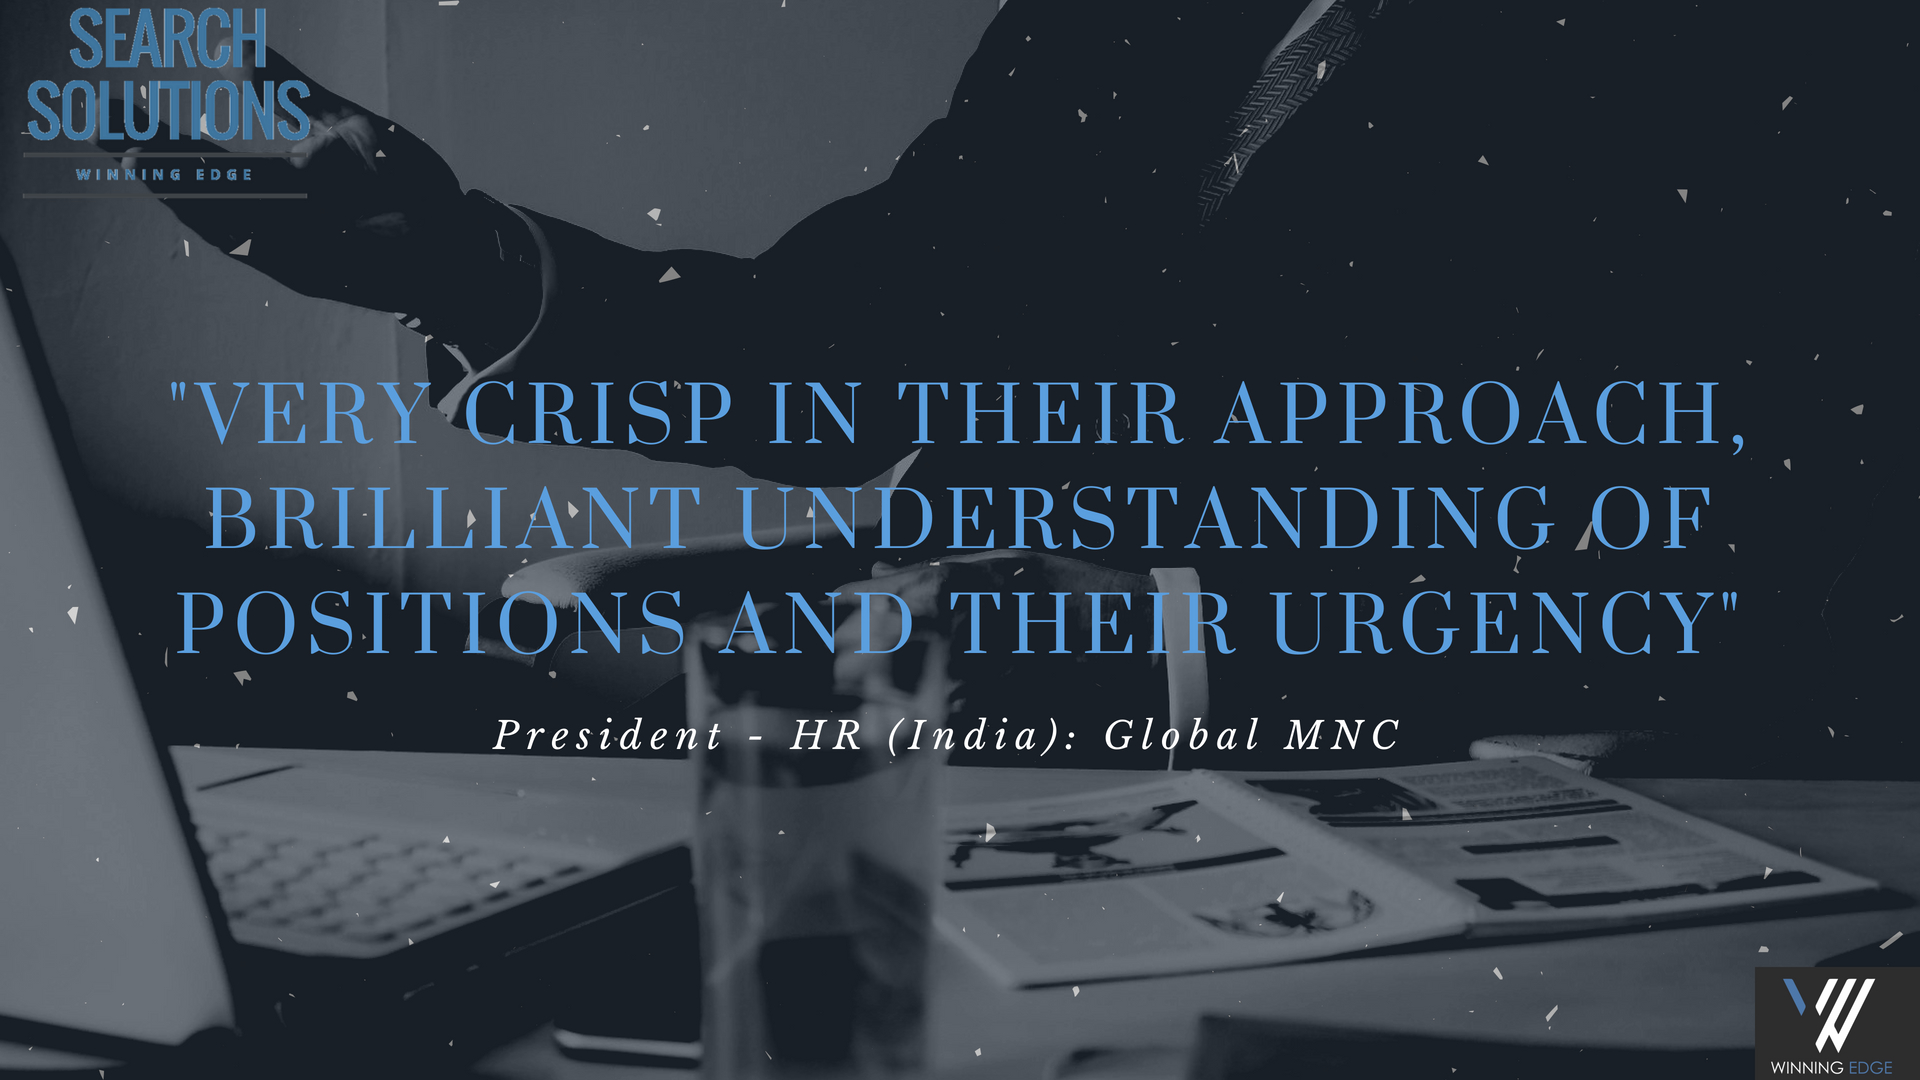 SEARCH
SOLUTIONS
WINNING EDGE
"VERY CRISP IN THEIR APPROACH,
BRILLIANT UNDERSTANDING OF
POSITIONS AND THEIR URGENCY"
President - HR (India): Global MNC
WINNING EDGE